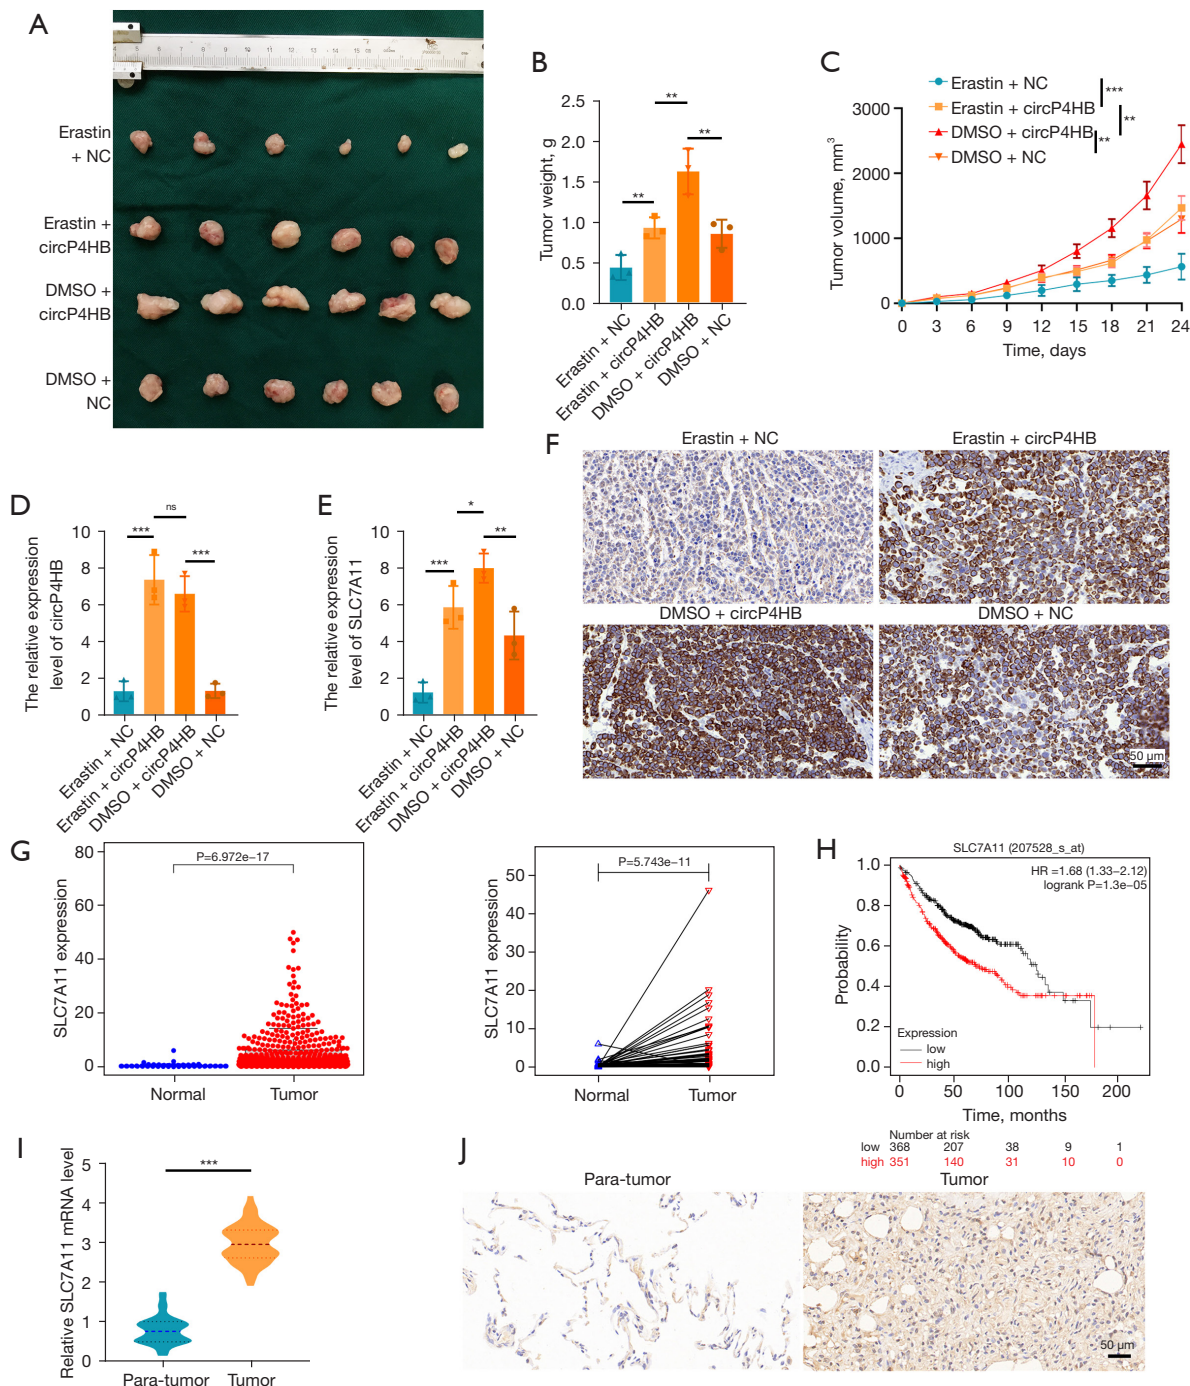 A
Erastin
+ NC
Erastin +
circP4HB
DMSO +
circP4HB
DMSO +
NC
B
Tumor weight, g
2.5
2.0
1.5
1.0
0.5
0.0
**
**
**
Erastin + NC
Erastin + circP4HB
DMSO + circP4HB
DMSO + NC
C
Erastin + NC
Erastin + circP4HB
DMSO + circP4HB
DMSO + NC
***
**
**
Tumor volume, mm³
3000
2000
1000
0
0 3 6 9 12 15 18 21 24
Time, days
D
The relative expression
level of circP4HB
10
8
6
4
2
0
***
ns
***
Erastin + NC
Erastin + circP4HB
DMSO + circP4HB
DMSO + NC
E
The relative expression
level of SLC7A11
10
8
6
4
2
0
***
*
**
Erastin + NC
Erastin + circP4HB
DMSO + circP4HB
DMSO + NC
F
Erastin + NC
Erastin + circP4HB
DMSO + circP4HB
DMSO + NC
50 μm
G
SLC7A11 expression
80
60
40
20
0
P=6.972e−17
Normal Tumor
SLC7A11 expression
50
40
30
20
10
0
P=5.743e−11
Normal Tumor
H
SLC7A11 (207528_s_at)
HR =1.68 (1.33−2.12)
logrank P=1.3e−05
Probability
1.0
0.8
0.6
0.4
0.2
0.0
Expression
low
high
0 50 100 150 200
Time, months
Number at risk
low 368 207 38 9 1
high 351 140 31 10 0
I
Relative SLC7A11 mRNA level
5
4
3
2
1
0
***
Para-tumor Tumor
J
Para-tumor
Tumor
50 μm